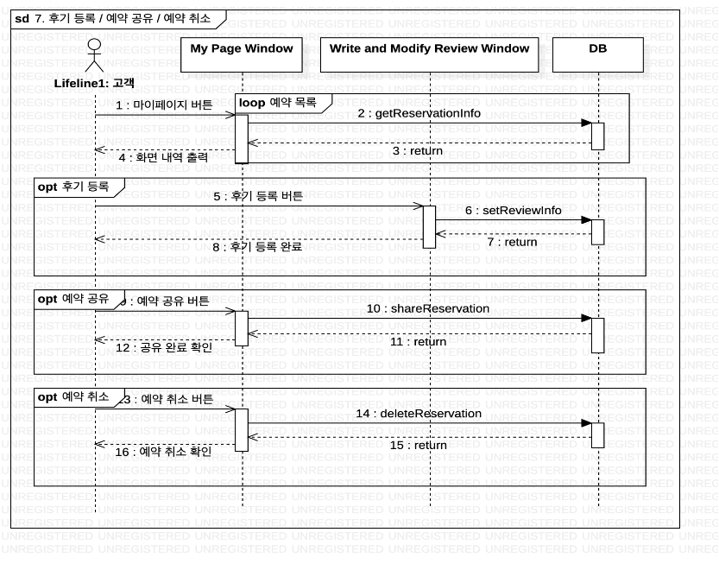 sd 7. 후기 등록 / 예약 공유 / 예약 취소
My Page Window
Write and Modify Review Window
DB
Lifeline1: 고객
loop 예약 목록
1 : 마이페이지 버튼
2 : getReservationInfo
3 : return
4 : 화면 내역 출력
opt 후기 등록
5 : 후기 등록 버튼
6 : setReviewInfo
7 : return
8 : 후기 등록 완료
opt 예약 공유
9 : 예약 공유 버튼
10 : shareReservation
11 : return
12 : 공유 완료 확인
opt 예약 취소
13 : 예약 취소 버튼
14 : deleteReservation
15 : return
16 : 예약 취소 확인
UNREGISTERED